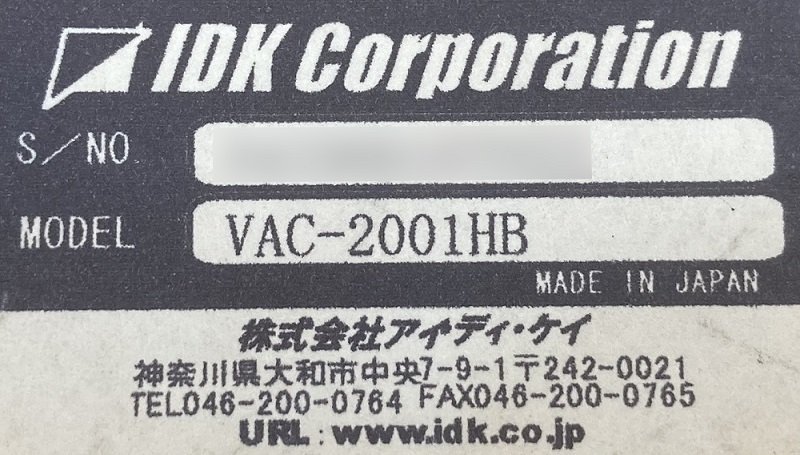 IDK Corporation
S/NO
MODEL VAC-2001HB
MADE IN JAPAN
株式会社アイディ・ケイ
神奈川県大和市中央7-9-1〒242-0021
TEL046-200-0764 FAX046-200-0765
URL:www.idk.co.jp